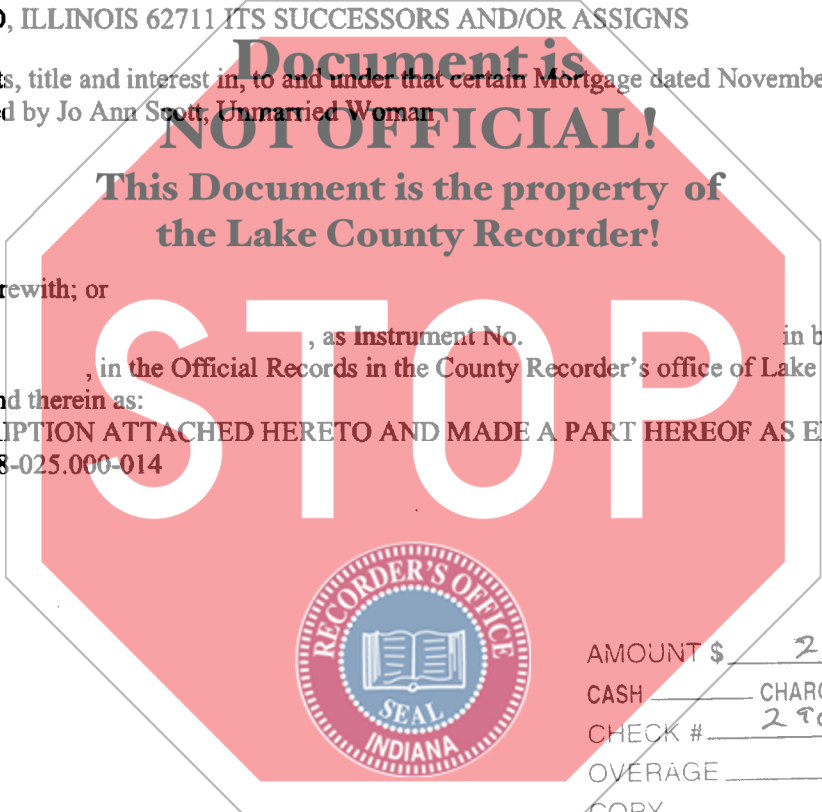 , ILLINOIS 62711 ITS SUCCESSORS AND/OR ASSIGNS
Document is
, title and interest in, to and under that certain Mortgage dated Novembe
d by Jo Ann Scott, Unmarried Woman
NOT OFFICIAL!
This Document is the property of
the Lake County Recorder!
rewith; or
, as Instrument No. in b
, in the Official Records in the County Recorder's office of Lake
nd therein as:
IPTION ATTACHED HERETO AND MADE A PART HEREOF AS E
-025.000-014
STOP
RECORDER'S OFFICE
SEAL
INDIANA
AMOUNT $ 2
CASH CHARG
CHECK # 290
OVERAGE
COPY